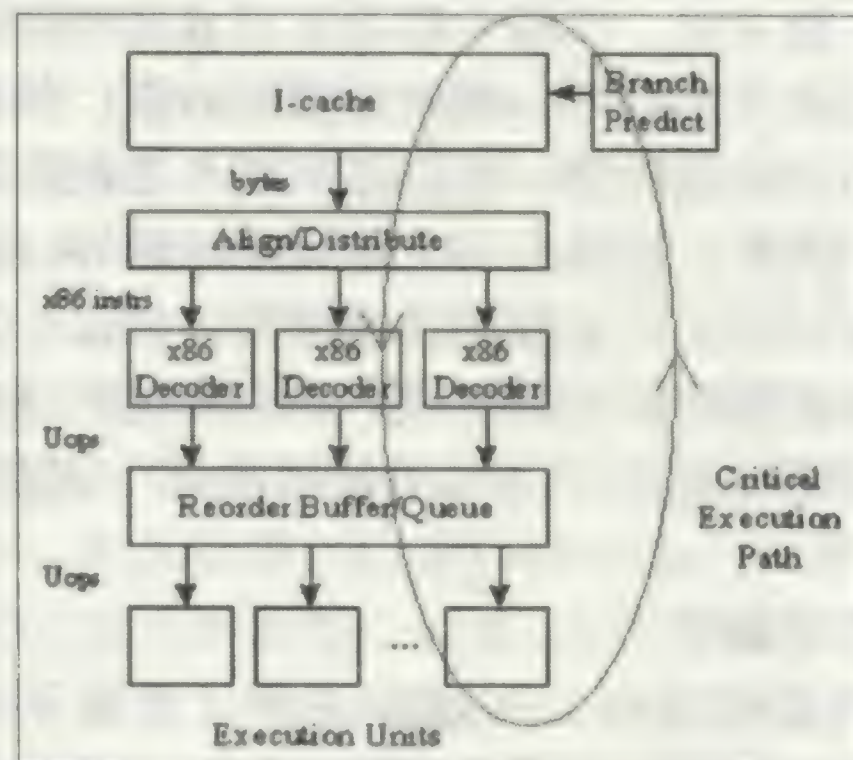 I-cache
Branch
Predict
bytes
Align/Distribute
x86 instrs
x86
Decoder
x86
Decoder
x86
Decoder
Uops
Reorder Buffer/Queue
Critical
Execution
Path
Uops
...
Execution Units